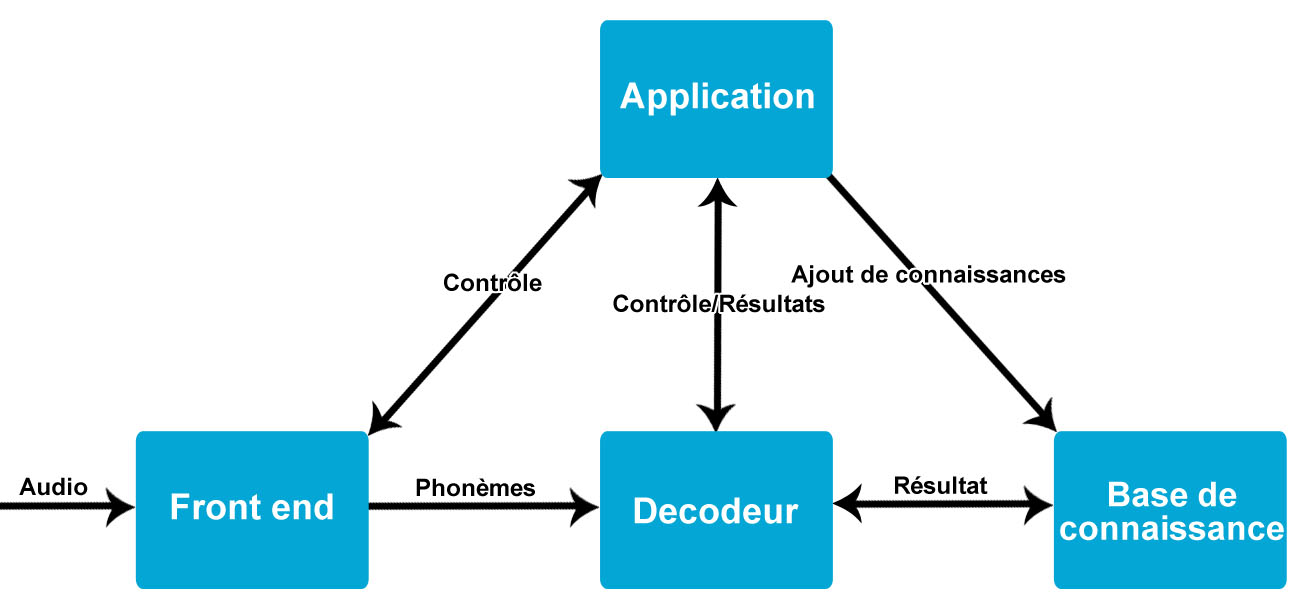 Application
Contrôle
Contrôle/Résultats
Ajout de connaissances
Audio
Front end
Phonèmes
Decodeur
Résultat
Base de
connaissance